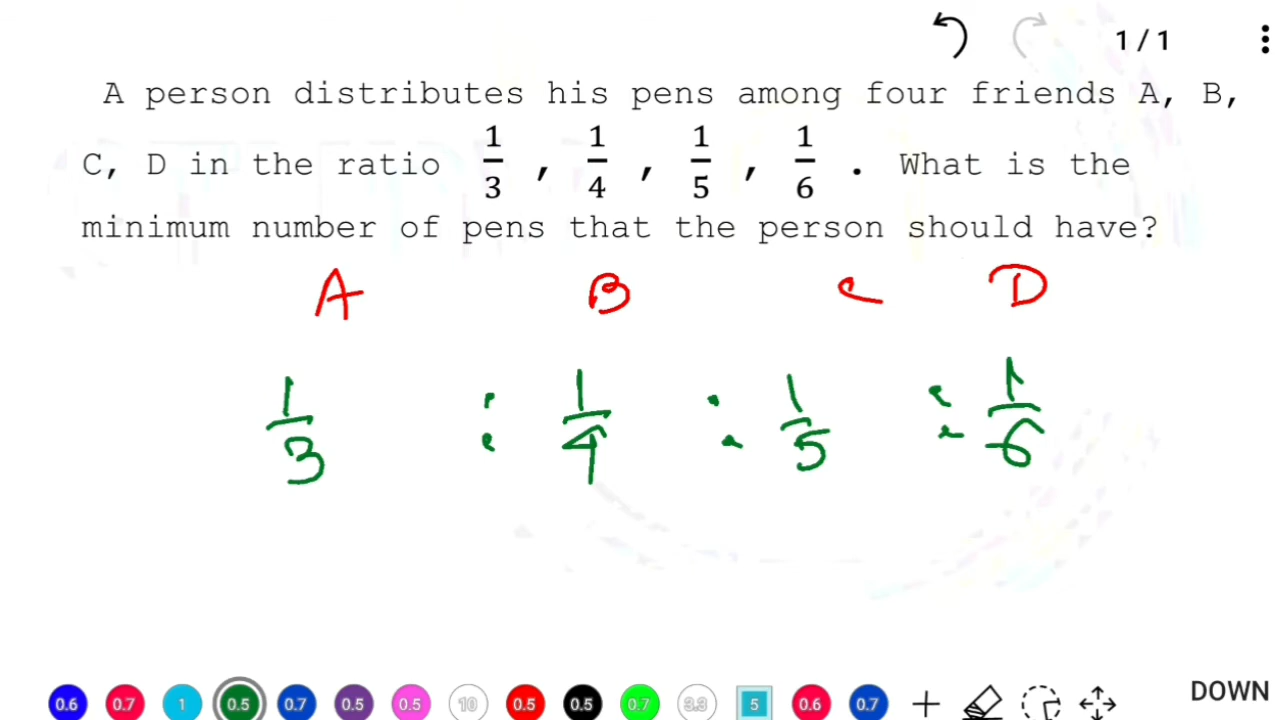 1/1
A person distributes his pens among four friends A, B,
C, D in the ratio 1/3 , 1/4 , 1/5 , 1/6 . What is the
minimum number of pens that the person should have?
A B C D
1/3 : 1/4 : 1/5 : 1/6
0.6 0.7 1 0.5 0.7 0.5 0.5 10 0.5 0.5 0.7 3.3 5 0.6 0.7 DOWN